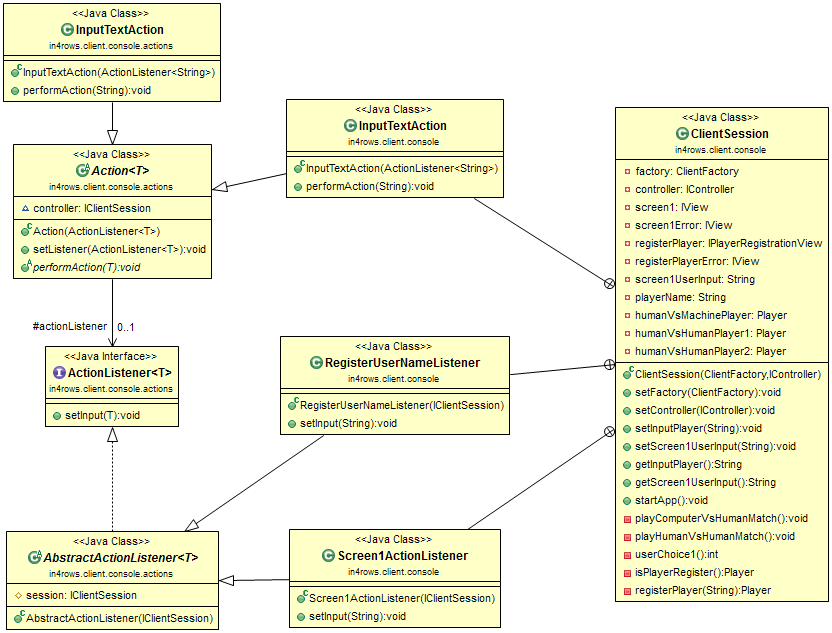 <<Java Class>>
InputTextAction
in4rows.client.console.actions
InputTextAction(ActionListener<String>)
performAction(String):void
<<Java Class>>
Action<T>
in4rows.client.console.actions
controller: IClientSession
Action(ActionListener<T>)
setListener(ActionListener<T>):void
performAction(T):void
#actionListener
0..1
<<Java Interface>>
ActionListener<T>
in4rows.client.console.actions
setInput(T):void
<<Java Class>>
AbstractActionListener<T>
in4rows.client.console.actions
session: IClientSession
AbstractActionListener(IClientSession)
<<Java Class>>
InputTextAction
in4rows.client.console
InputTextAction(ActionListener<String>)
performAction(String):void
<<Java Class>>
RegisterUserNameListener
in4rows.client.console
RegisterUserNameListener(IClientSession)
setInput(String):void
<<Java Class>>
Screen1ActionListener
in4rows.client.console
Screen1ActionListener(IClientSession)
setInput(String):void
<<Java Class>>
ClientSession
in4rows.client.console
factory: ClientFactory
controller: IController
screen1: IView
screen1Error: IView
registerPlayer: IPlayerRegistrationView
registerPlayerError: IView
screen1UserInput: String
playerName: String
humanVsMachinePlayer: Player
humanVsHumanPlayer1: Player
humanVsHumanPlayer2: Player
ClientSession(ClientFactory,IController)
setFactory(ClientFactory):void
setController(IController):void
setInputPlayer(String):void
setScreen1UserInput(String):void
getInputPlayer():String
getScreen1UserInput():String
startApp():void
playComputerVsHumanMatch():void
playHumanVsHumanMatch():void
userChoice1():int
isPlayerRegister():Player
registerPlayer(String):Player